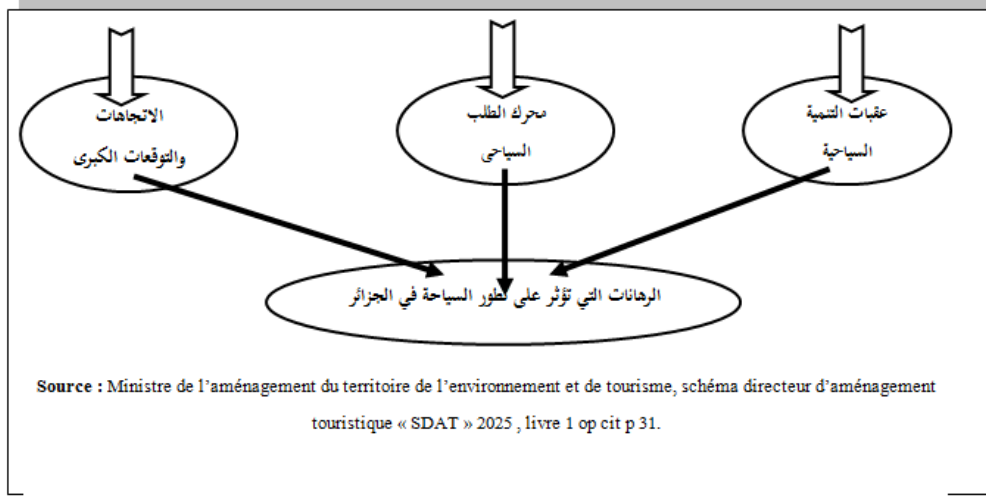 عقبات التنمية
السياحية
محرك الطلب
السياحي
الاتجاهات
والتوقعات الكبرى
الرهانات التي تؤثر على تطور السياحة في الجزائر
Source : Ministre de l’aménagement du territoire de l’environnement et de tourisme, schéma directeur d’aménagement
touristique « SDAT » 2025 , livre 1 op cit p 31.